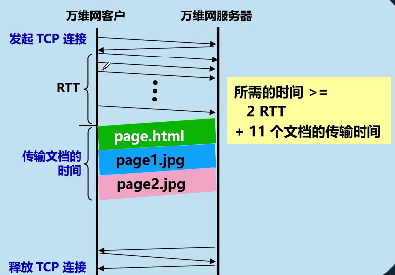 万维网客户
万维网服务器
发起 TCP 连接
RTT
所需的时间 >=
2 RTT
+ 11 个文档的传输时间
page.html
传输文档的
时间
page1.jpg
page2.jpg
释放 TCP 连接